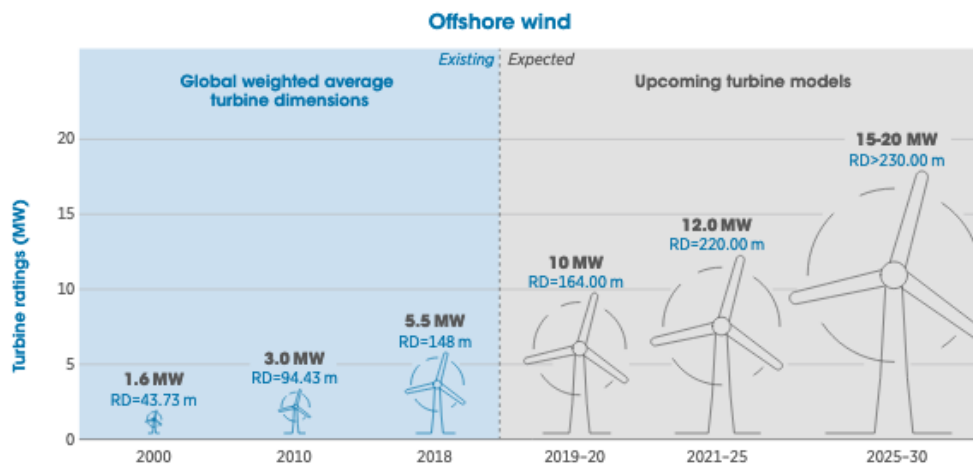 Offshore wind
Existing
Expected
Global weighted average
turbine dimensions
Upcoming turbine models
Turbine ratings (MW)
20
15
10
5
0
1.6 MW
RD=43.73 m
3.0 MW
RD=94.43 m
5.5 MW
RD=148 m
10 MW
RD=164.00 m
12.0 MW
RD=220.00 m
15-20 MW
RD>230.00 m
2000
2010
2018
2019-20
2021-25
2025-30